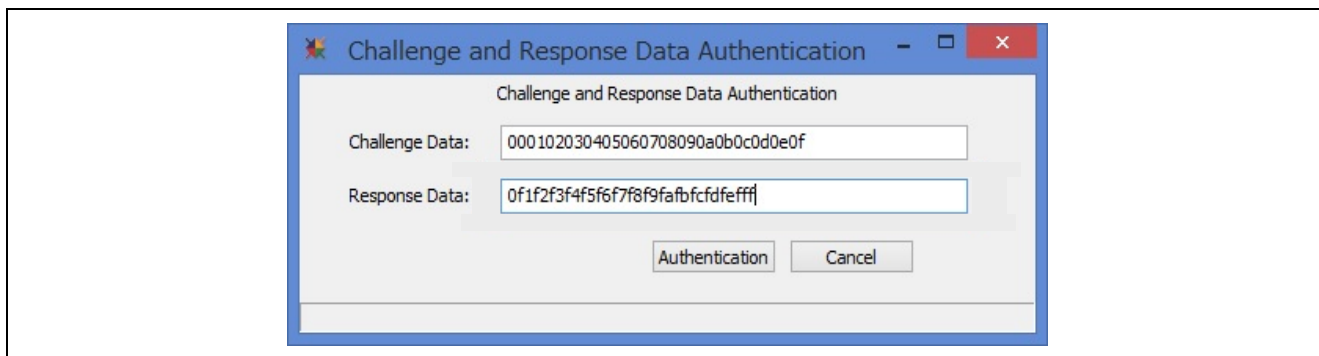 Challenge and Response Data Authentication
Challenge and Response Data Authentication
Challenge Data: 000102030405060708090a0b0c0d0e0f
Response Data: 0f1f2f3f4f5f6f7f8f9fafbfcfdfefff
Authentication Cancel